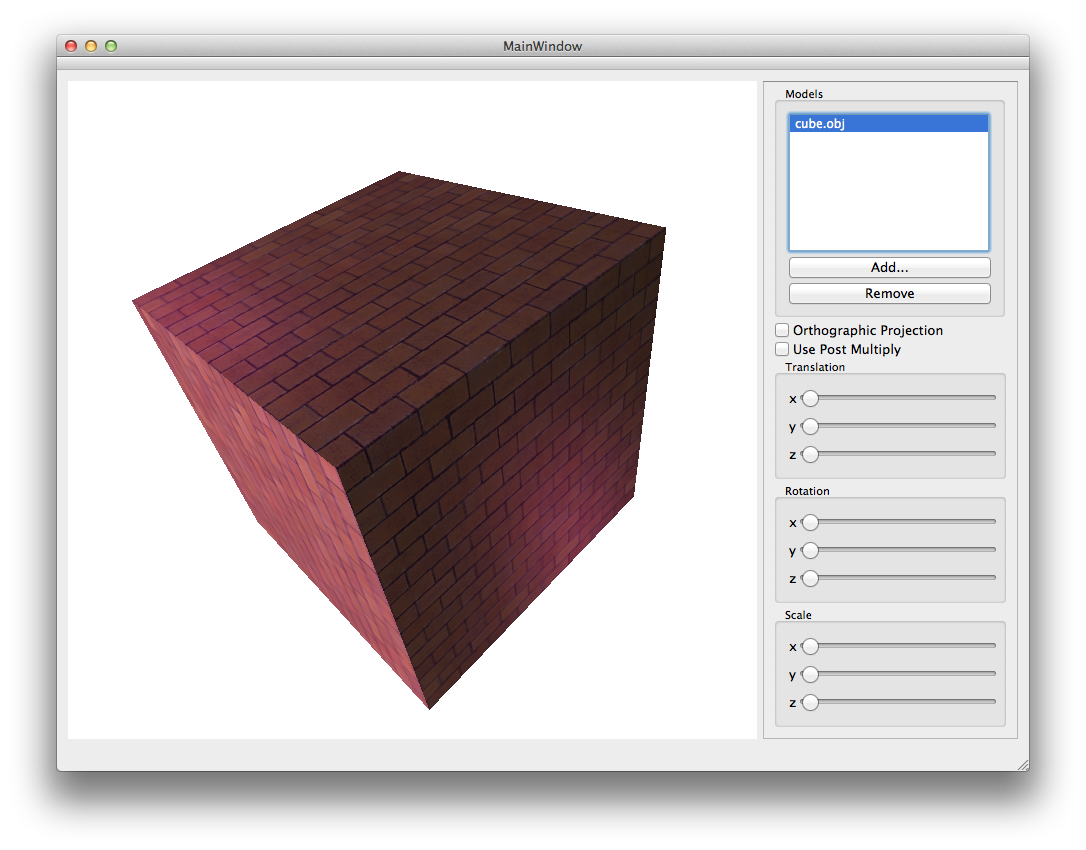 MainWindow
Models
cube.obj
Add...
Remove
Orthographic Projection
Use Post Multiply
Translation
x
y
z
Rotation
x
y
z
Scale
x
y
z